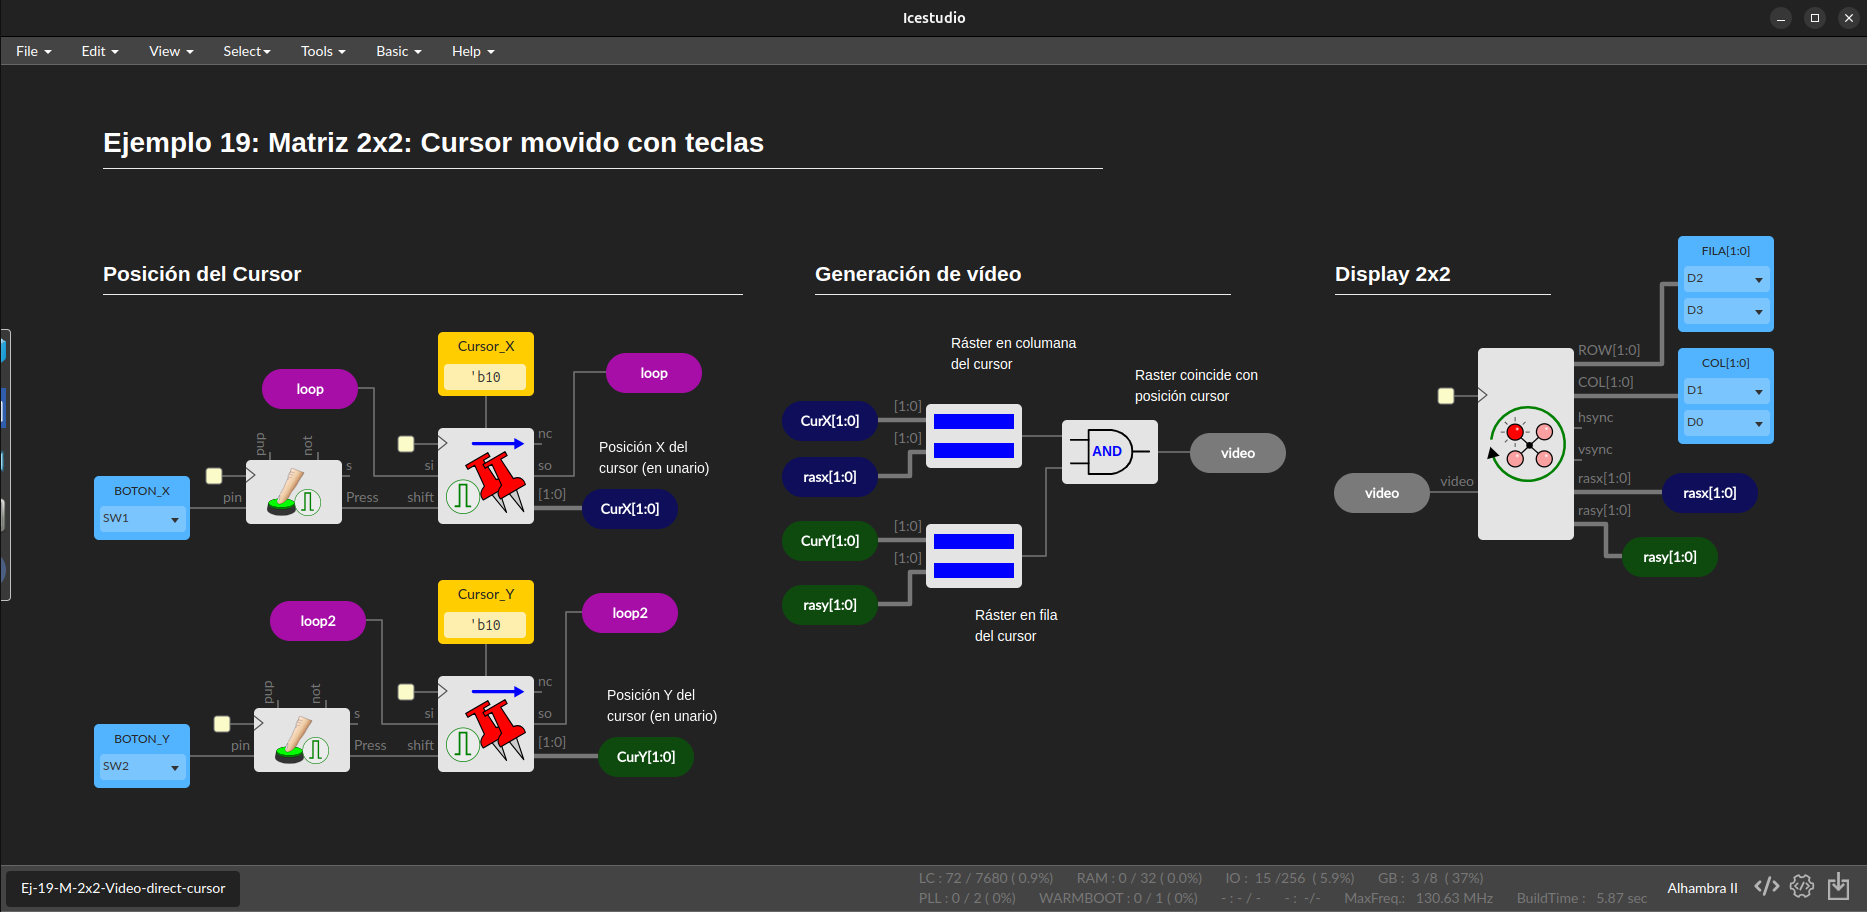 Icestudio
File Edit View Select Tools Basic Help
Ejemplo 19: Matriz 2x2: Cursor movido con teclas
Posición del Cursor
Cursor_X
'b10
loop
loop
pup
not
s
pin
Press
BOTON_X
SW1
si
shift
nc
so
[1:0]
Posición X del
cursor (en unario)
CurX[1:0]
Cursor_Y
'b10
loop2
loop2
pup
not
s
pin
Press
BOTON_Y
SW2
si
shift
nc
so
[1:0]
Posición Y del
cursor (en unario)
CurY[1:0]
Generación de vídeo
Ráster en columana
del cursor
Raster coincide con
posición cursor
CurX[1:0]
[1:0]
[1:0]
rasx[1:0]
AND
video
CurY[1:0]
[1:0]
[1:0]
rasy[1:0]
Ráster en fila
del cursor
Display 2x2
FILA[1:0]
D2
D3
ROW[1:0]
COL[1:0]
COL[1:0]
D1
D0
hsync
vsync
video
video
rasx[1:0]
rasx[1:0]
rasy[1:0]
rasy[1:0]
Ej-19-M-2x2-Video-direct-cursor
LC : 72 / 7680 ( 0.9%) RAM : 0 / 32 ( 0.0%) IO : 15 /256 ( 5.9%) GB : 3 /8 ( 37%)
PLL : 0 / 2 ( 0%) WARMBOOT : 0 / 1 ( 0%) - : - / - - : -/- MaxFreq.: 130.63 MHz BuildTime : 5.87 sec
Alhambra II